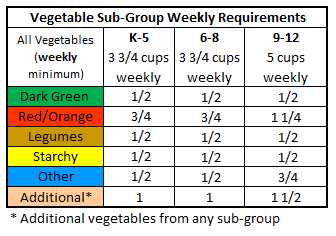 Vegetable Sub-Group Weekly Requirements
All Vegetables (weekly minimum) K-5 3 3/4 cups weekly 6-8 3 3/4 cups weekly 9-12 5 cups weekly
Dark Green 1/2 1/2 1/2
Red/Orange 3/4 3/4 1 1/4
Legumes 1/2 1/2 1/2
Starchy 1/2 1/2 1/2
Other 1/2 1/2 3/4
Additional* 1 1 1 1/2
* Additional vegetables from any sub-group